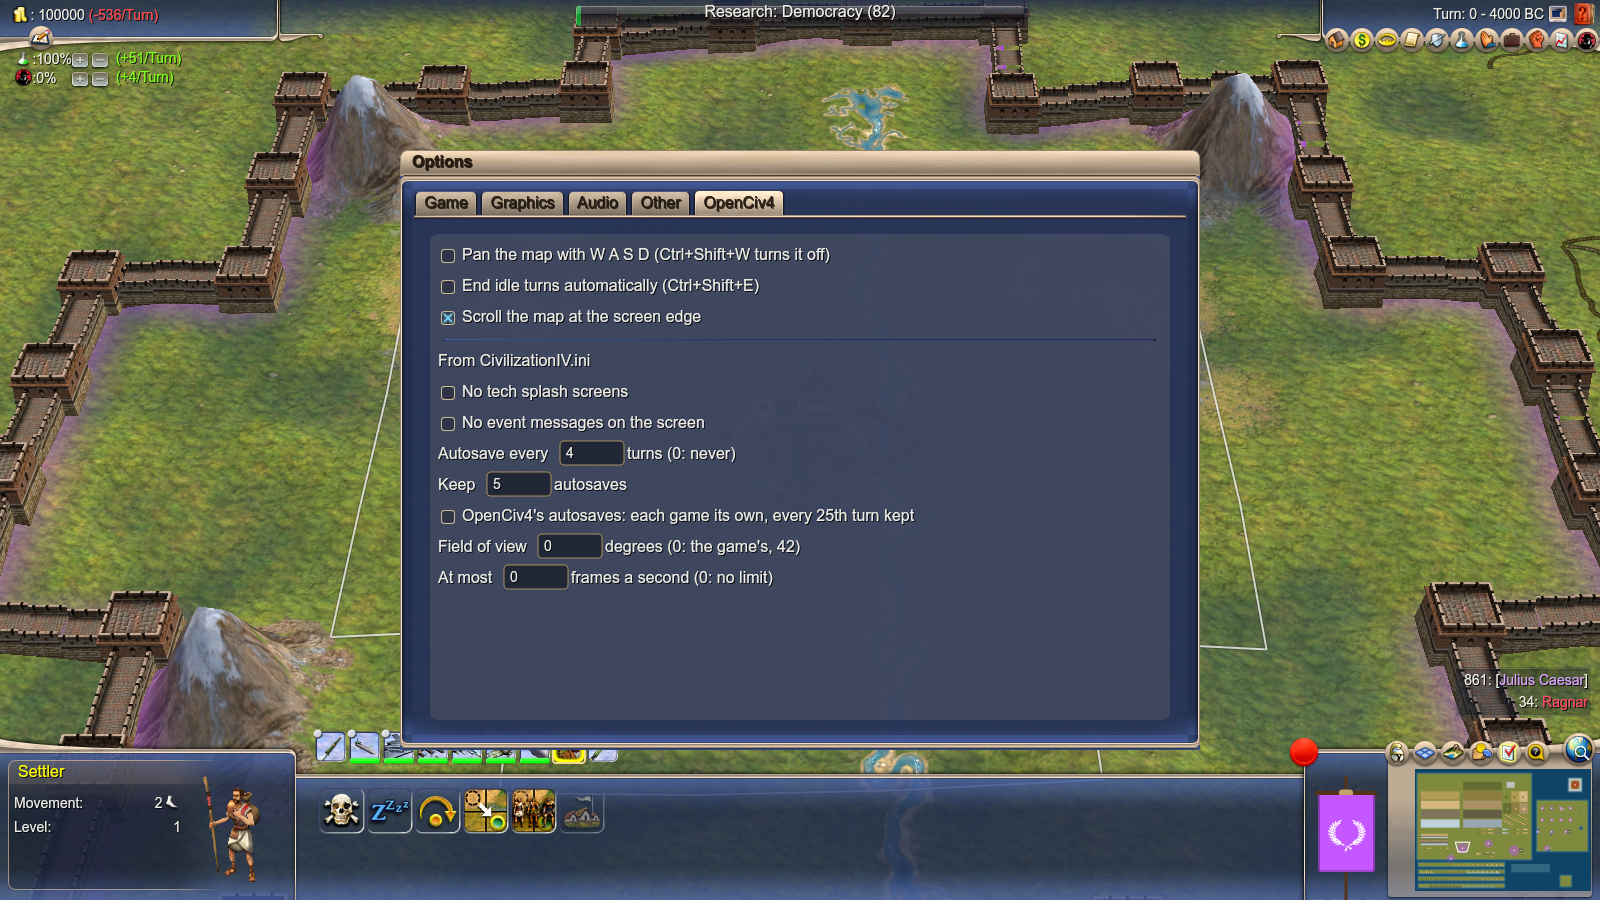 : 100000 (-536/Turn)
Research: Democracy (82)
Turn: 0 - 4000 BC
:100% (+51/Turn)
:0% (+4/Turn)
Options
Game Graphics Audio Other OpenCiv4
Pan the map with W A S D (Ctrl+Shift+W turns it off)
End idle turns automatically (Ctrl+Shift+E)
Scroll the map at the screen edge
From CivilizationIV.ini
No tech splash screens
No event messages on the screen
Autosave every 4 turns (0: never)
Keep 5 autosaves
OpenCiv4's autosaves: each game its own, every 25th turn kept
Field of view 0 degrees (0: the game's, 42)
At most 0 frames a second (0: no limit)
861: [Julius Caesar]
34: Ragnar
Settler
Movement: 2
Level: 1